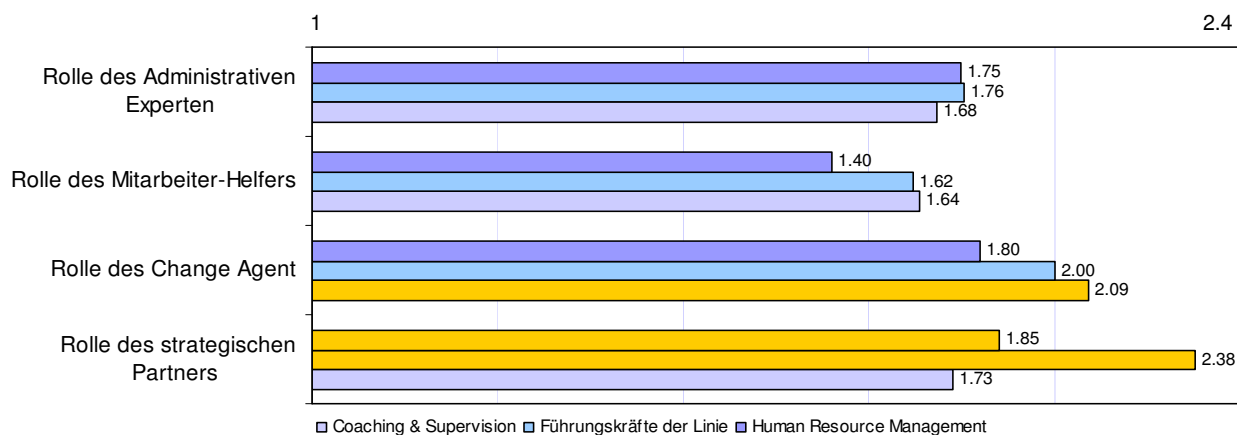 1 2.4
Rolle des Administrativen
Experten
1.75
1.76
1.68
Rolle des Mitarbeiter-Helfers
1.40
1.62
1.64
Rolle des Change Agent
1.80
2.00
2.09
Rolle des strategischen
Partners
1.85
2.38
1.73
Coaching & Supervision Führungskräfte der Linie Human Resource Management